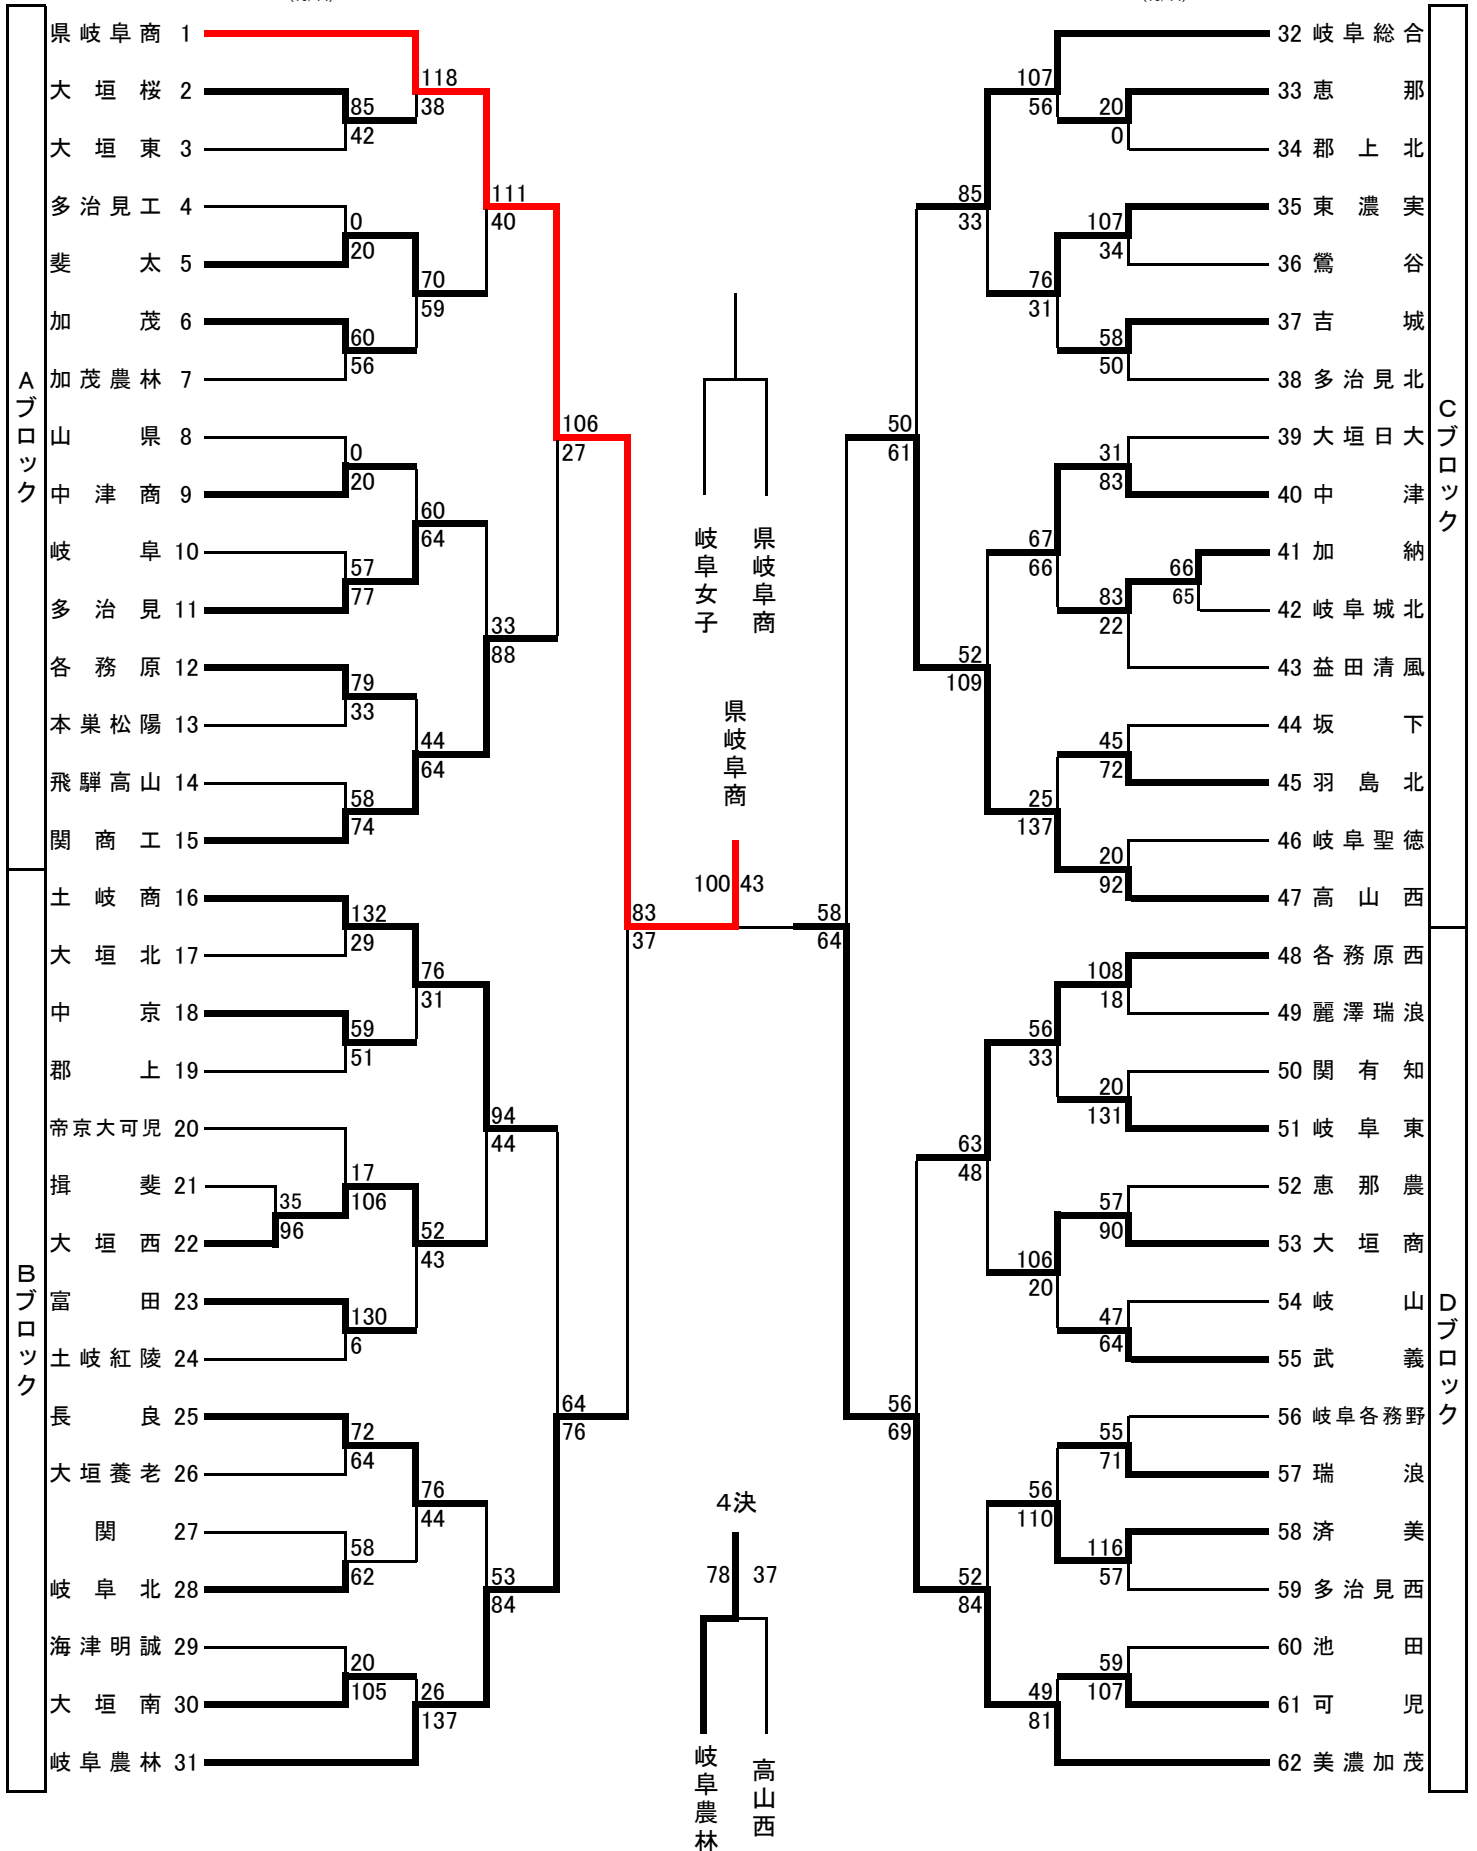 Aブロック
県岐阜商 1
大垣桜 2
大垣東 3
多治見工 4
斐太 5
加茂 6
加茂農林 7
山県 8
中津商 9
岐阜 10
多治見 11
各務原 12
本巣松陽 13
飛騨高山 14
関商工 15
Bブロック
土岐商 16
大垣北 17
中京 18
郡上 19
帝京大可児 20
揖斐 21
大垣西 22
富田 23
土岐紅陵 24
長良 25
大垣養老 26
関 27
岐阜北 28
海津明誠 29
大垣南 30
岐阜農林 31
85
42
0
20
60
56
0
20
57
77
79
33
58
74
132
29
59
51
35
96
17
106
130
6
72
64
58
62
20
105
118
38
70
59
60
64
44
64
76
31
52
43
76
44
26
137
111
40
33
88
94
44
53
84
106
27
64
76
83
37
岐阜女子
県岐阜商
県岐阜商
100 43
4決
78 37
岐阜農林
高山西
58
64
50
61
56
69
85
33
52
109
63
48
52
84
107
56
76
31
67
66
25
137
56
33
106
20
56
110
49
81
20
0
107
34
58
50
31
83
66
65
83
22
45
72
20
92
108
18
20
131
57
90
47
64
55
71
116
57
59
107
Cブロック
32 岐阜総合
33 恵那
34 郡上北
35 東濃実
36 鶯谷
37 吉城
38 多治見北
39 大垣日大
40 中津
41 加納
42 岐阜城北
43 益田清風
44 坂下
45 羽島北
46 岐阜聖徳
47 高山西
Dブロック
48 各務原西
49 麗澤瑞浪
50 関有知
51 岐阜東
52 恵那農
53 大垣商
54 岐山
55 武義
56 岐阜各務野
57 瑞浪
58 済美
59 多治見西
60 池田
61 可児
62 美濃加茂